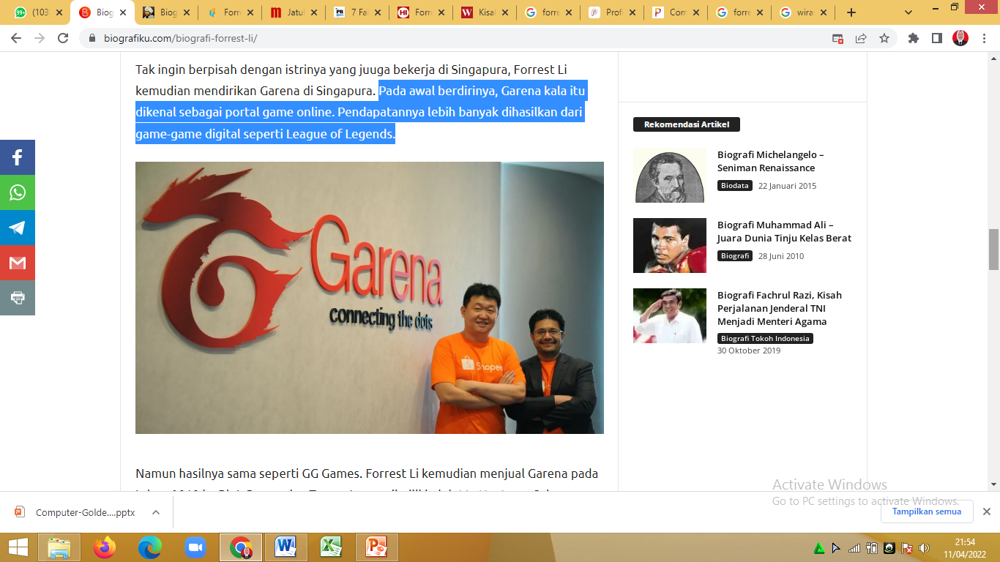 (103
Biog
Biog
Forr
Jatul
7 Fal
Forr
Kisal
forre
Prof
Com
forre
wira
biografiku.com/biografi-forrest-li/
Tak ingin berpisah dengan istrinya yang juuga bekerja di Singapura, Forrest Li
kemudian mendirikan Garena di Singapura. Pada awal berdirinya, Garena kala itu
dikenal sebagai portal game online. Pendapatannya lebih banyak dihasilkan dari
game-game digital seperti League of Legends.
Garena
connecting the dots
Shopee
Namun hasilnya sama seperti GG Games. Forrest Li kemudian menjual Garena pada
Rekomendasi Artikel
Biografi Michelangelo –
Seniman Renaissance
Biodata 22 Januari 2015
Biografi Muhammad Ali –
Juara Dunia Tinju Kelas Berat
Biografi 28 Juni 2010
Biografi Fachrul Razi, Kisah
Perjalanan Jenderal TNI
Menjadi Menteri Agama
Biografi Tokoh Indonesia
30 Oktober 2019
Activate Windows
Go to PC settings to activate Windows.
Computer-Golde....pptx
Tampilkan semua
21:54
11/04/2022